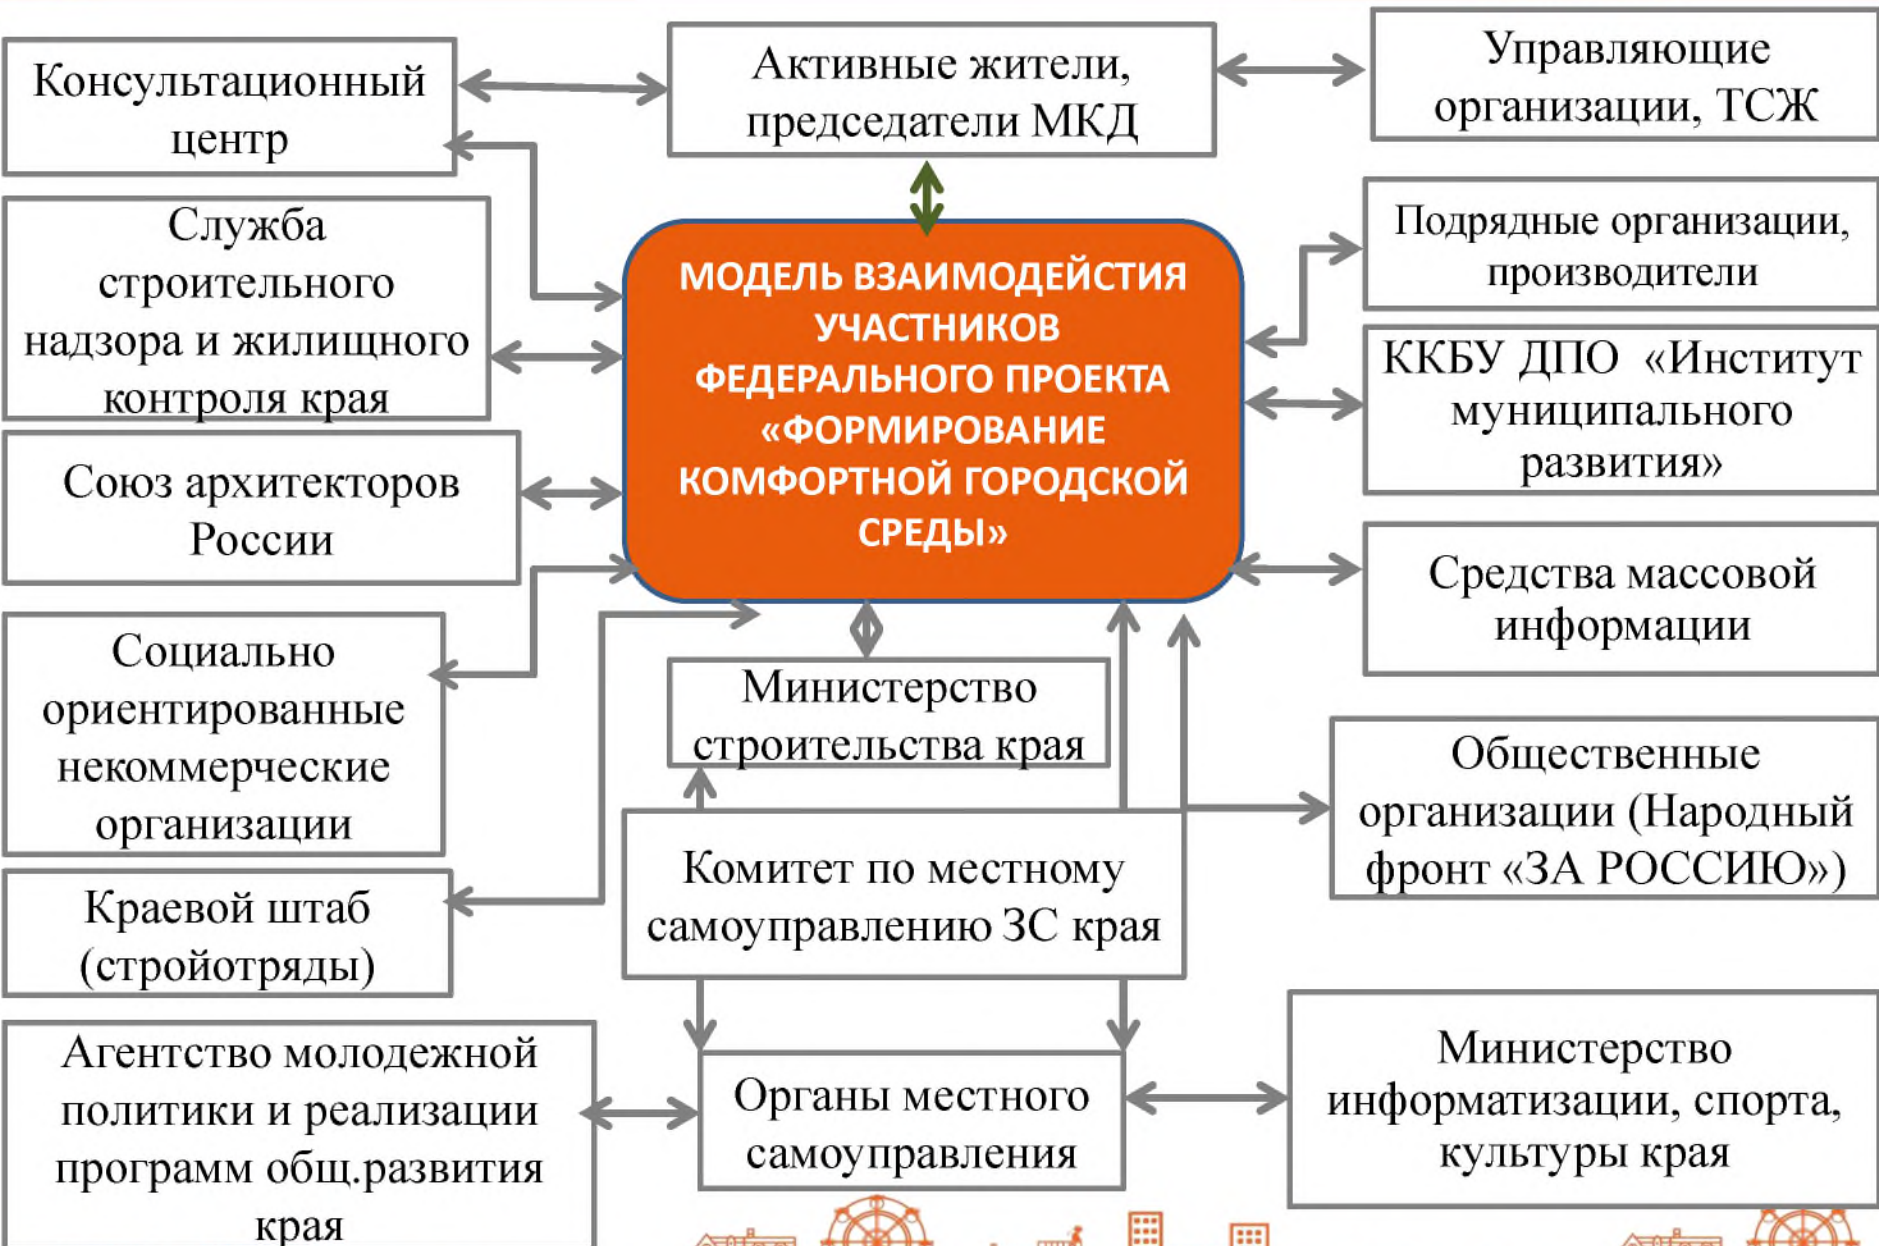 Консультационный
центр
Активные жители,
председатели МКД
Управляющие
организации, ТСЖ
Служба
строительного
надзора и жилищного
контроля края
МОДЕЛЬ ВЗАИМОДЕЙСТИЯ
УЧАСТНИКОВ
ФЕДЕРАЛЬНОГО ПРОЕКТА
«ФОРМИРОВАНИЕ
КОМФОРТНОЙ ГОРОДСКОЙ
СРЕДЫ»
Подрядные организации,
производители
ККБУ ДПО «Институт
муниципального
развития»
Союз архитекторов
России
Средства массовой
информации
Социально
ориентированные
некоммерческие
организации
Министерство
строительства края
Общественные
организации (Народный
фронт «ЗА РОССИЮ»)
Краевой штаб
(стройотряды)
Комитет по местному
самоуправлению ЗС края
Агентство молодежной
политики и реализации
программ общ.развития
края
Органы местного
самоуправления
Министерство
информатизации, спорта,
культуры края